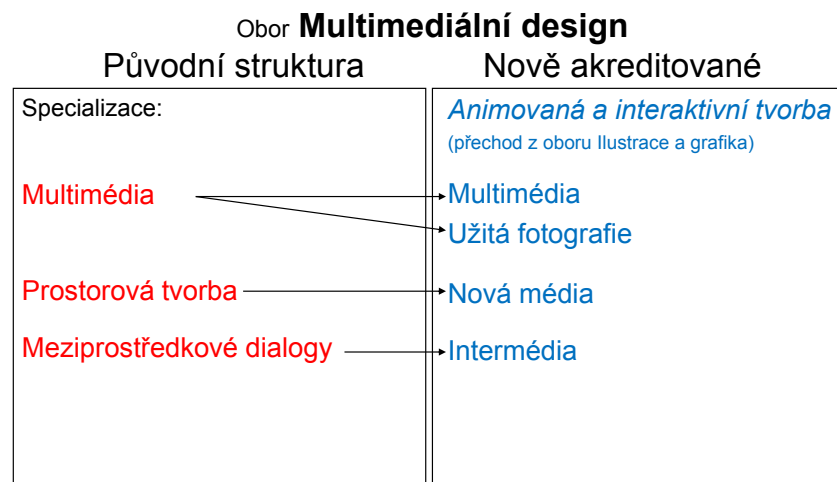 Obor Multimediální design
Původní struktura
Nově akreditované
Specializace:
Animovaná a interaktivní tvorba
(přechod z oboru Ilustrace a grafika)
Multimédia
Multimédia
Užitá fotografie
Prostorová tvorba
Nová média
Meziprostředkové dialogy
Intermédia